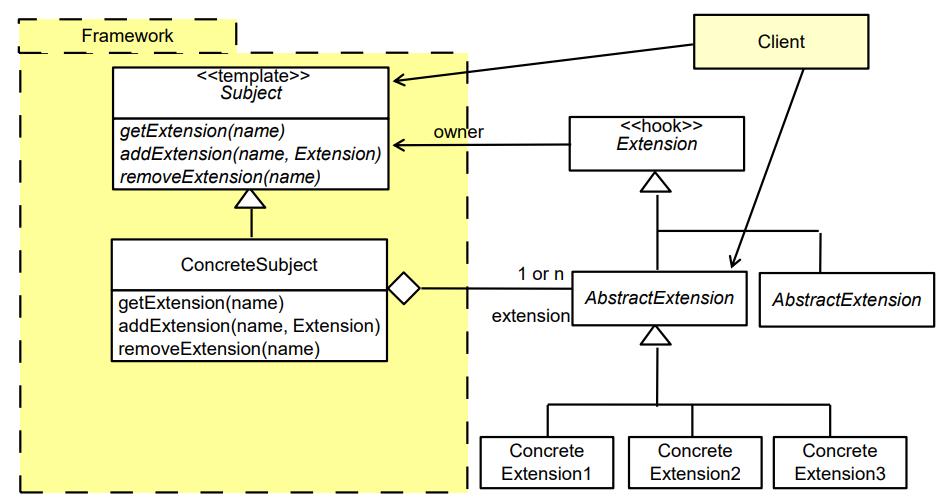 Framework
Client
<<template>>
Subject
getExtension(name)
addExtension(name, Extension)
removeExtension(name)
owner
<<hook>>
Extension
ConcreteSubject
getExtension(name)
addExtension(name, Extension)
removeExtension(name)
1 or n
extension
AbstractExtension
AbstractExtension
Concrete
Extension1
Concrete
Extension2
Concrete
Extension3